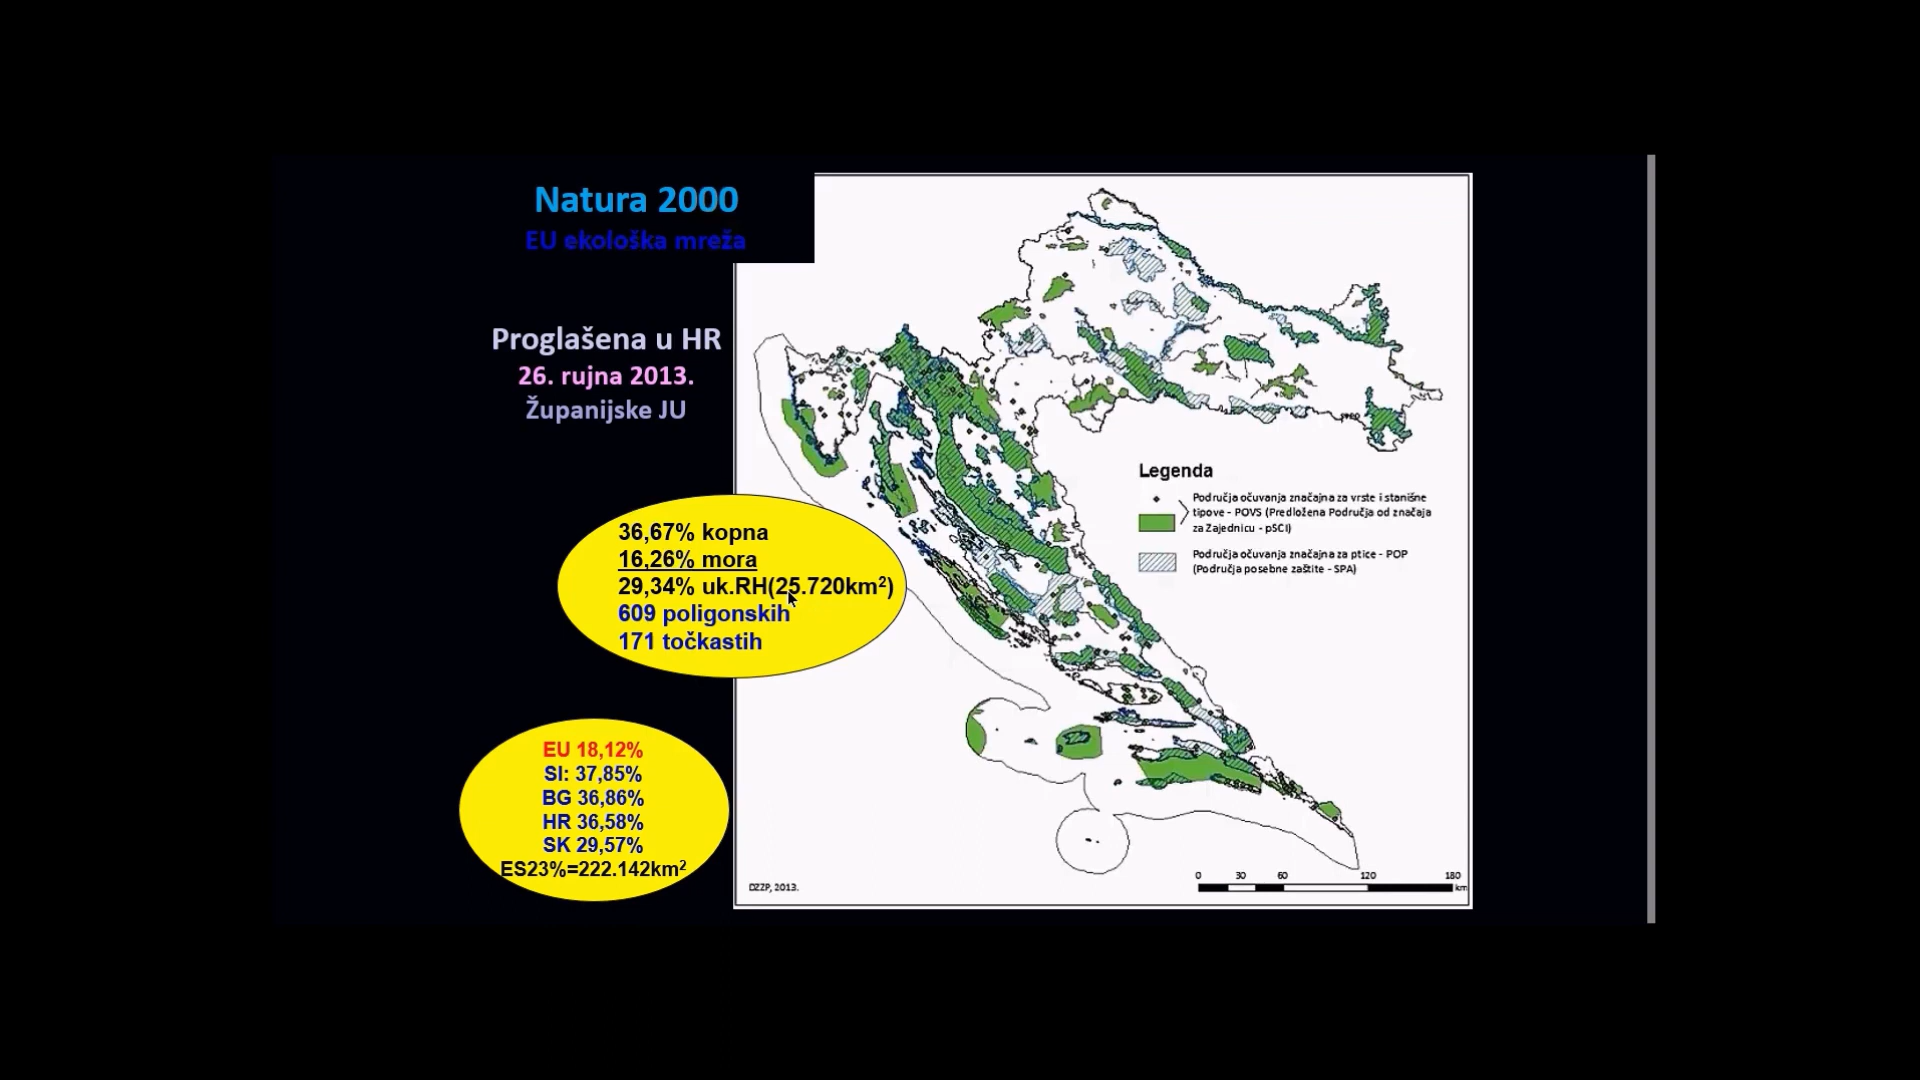 Natura 2000
EU ekološka mreža
Proglašena u HR
26. rujna 2013.
Županijske JU
36,67% kopna
16,26% mora
29,34% uk.RH(25.720km²)
609 poligonskih
171 točkastih
EU 18,12%
SI: 37,85%
BG 36,86%
HR 36,58%
SK 29,57%
ES23%=222.142km²
Legenda
Područja očuvanja značajna za vrste i stanišne
tipove - POVS (Predložena Područja od značaja
za Zajednicu - pSCI)
Područja očuvanja značajna za ptice - POP
(Područja posebne zaštite - SPA)
DZZP, 2013.
0 30 60 120 180
km